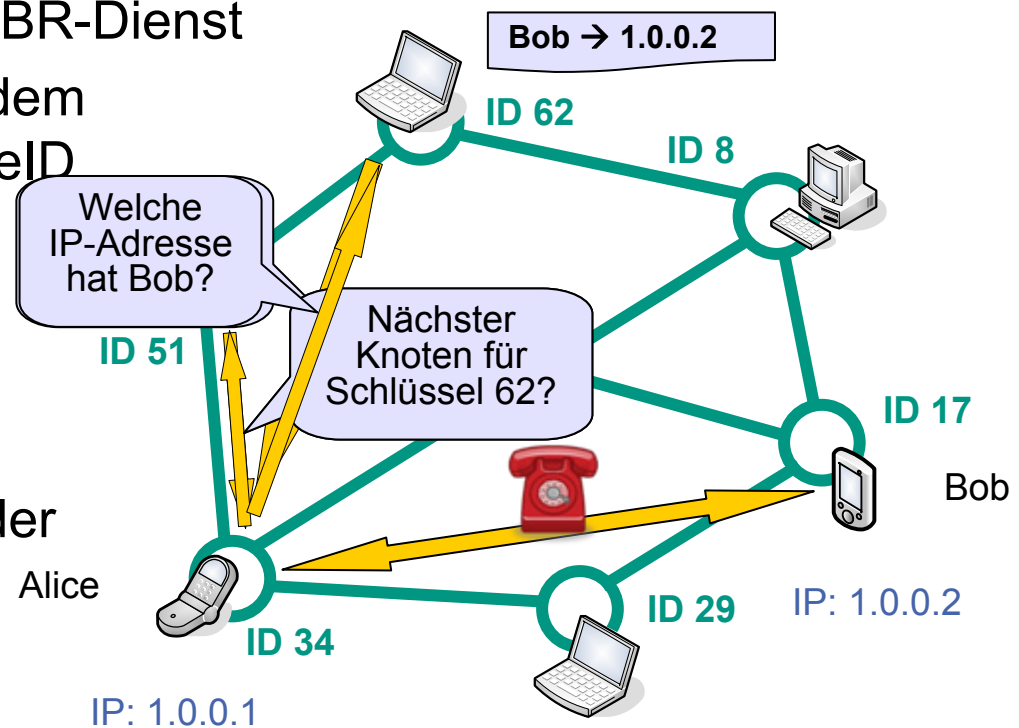 BR-Dienst
Bob → 1.0.0.2
dem
ID 62
eID
ID 8
Welche
IP-Adresse
hat Bob?
Nächster
Knoten für
Schlüssel 62?
ID 51
ID 17
Bob
der
Alice
ID 29
IP: 1.0.0.2
ID 34
IP: 1.0.0.1